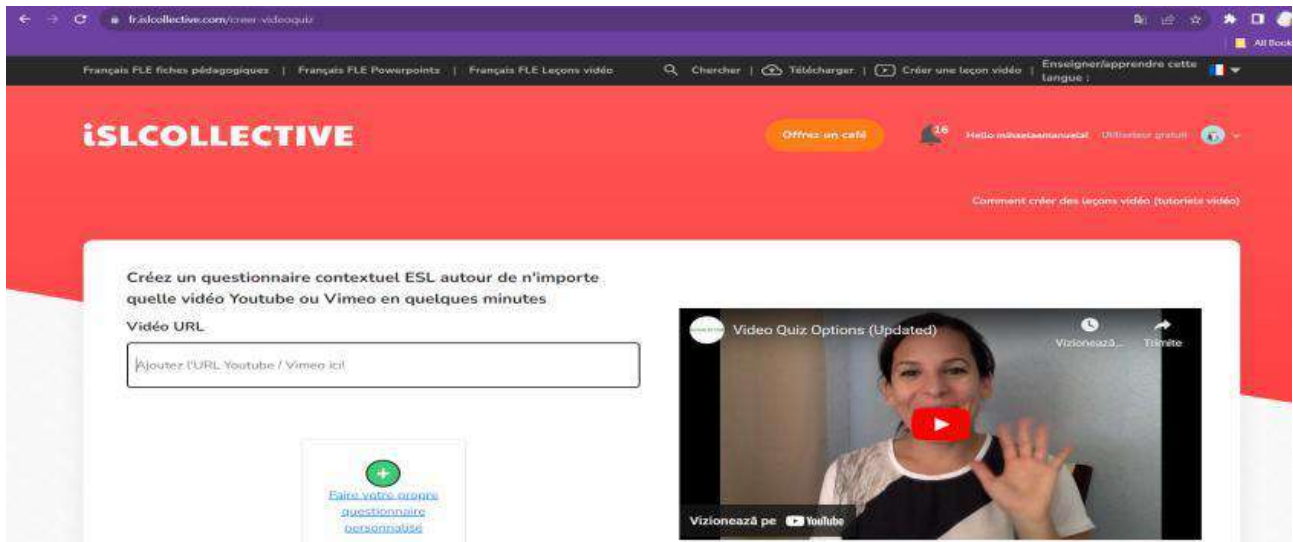 fr.islcollective.com/creer-videoquiz
All Book
Français FLE fiches pédagogiques | Français FLE Powerpoints | Français FLE Leçons vidéo
Chercher | Télécharger | Créer une leçon vidéo | Enseigner/apprendre cette langue :
iSLCOLLECTIVE
Offrez un café
16
Hello Utilisateur gratuit
Comment créer des leçons vidéo (tutoriels vidéo)
Créez un questionnaire contextuel ESL autour de n'importe
quelle vidéo Youtube ou Vimeo en quelques minutes
Vidéo URL
Ajoutez l'URL Youtube / Vimeo ici!
Faire votre propre
questionnaire
personnalisé
Video Quiz Options (Updated)
Vizionează... Trimite
Vizionează pe YouTube